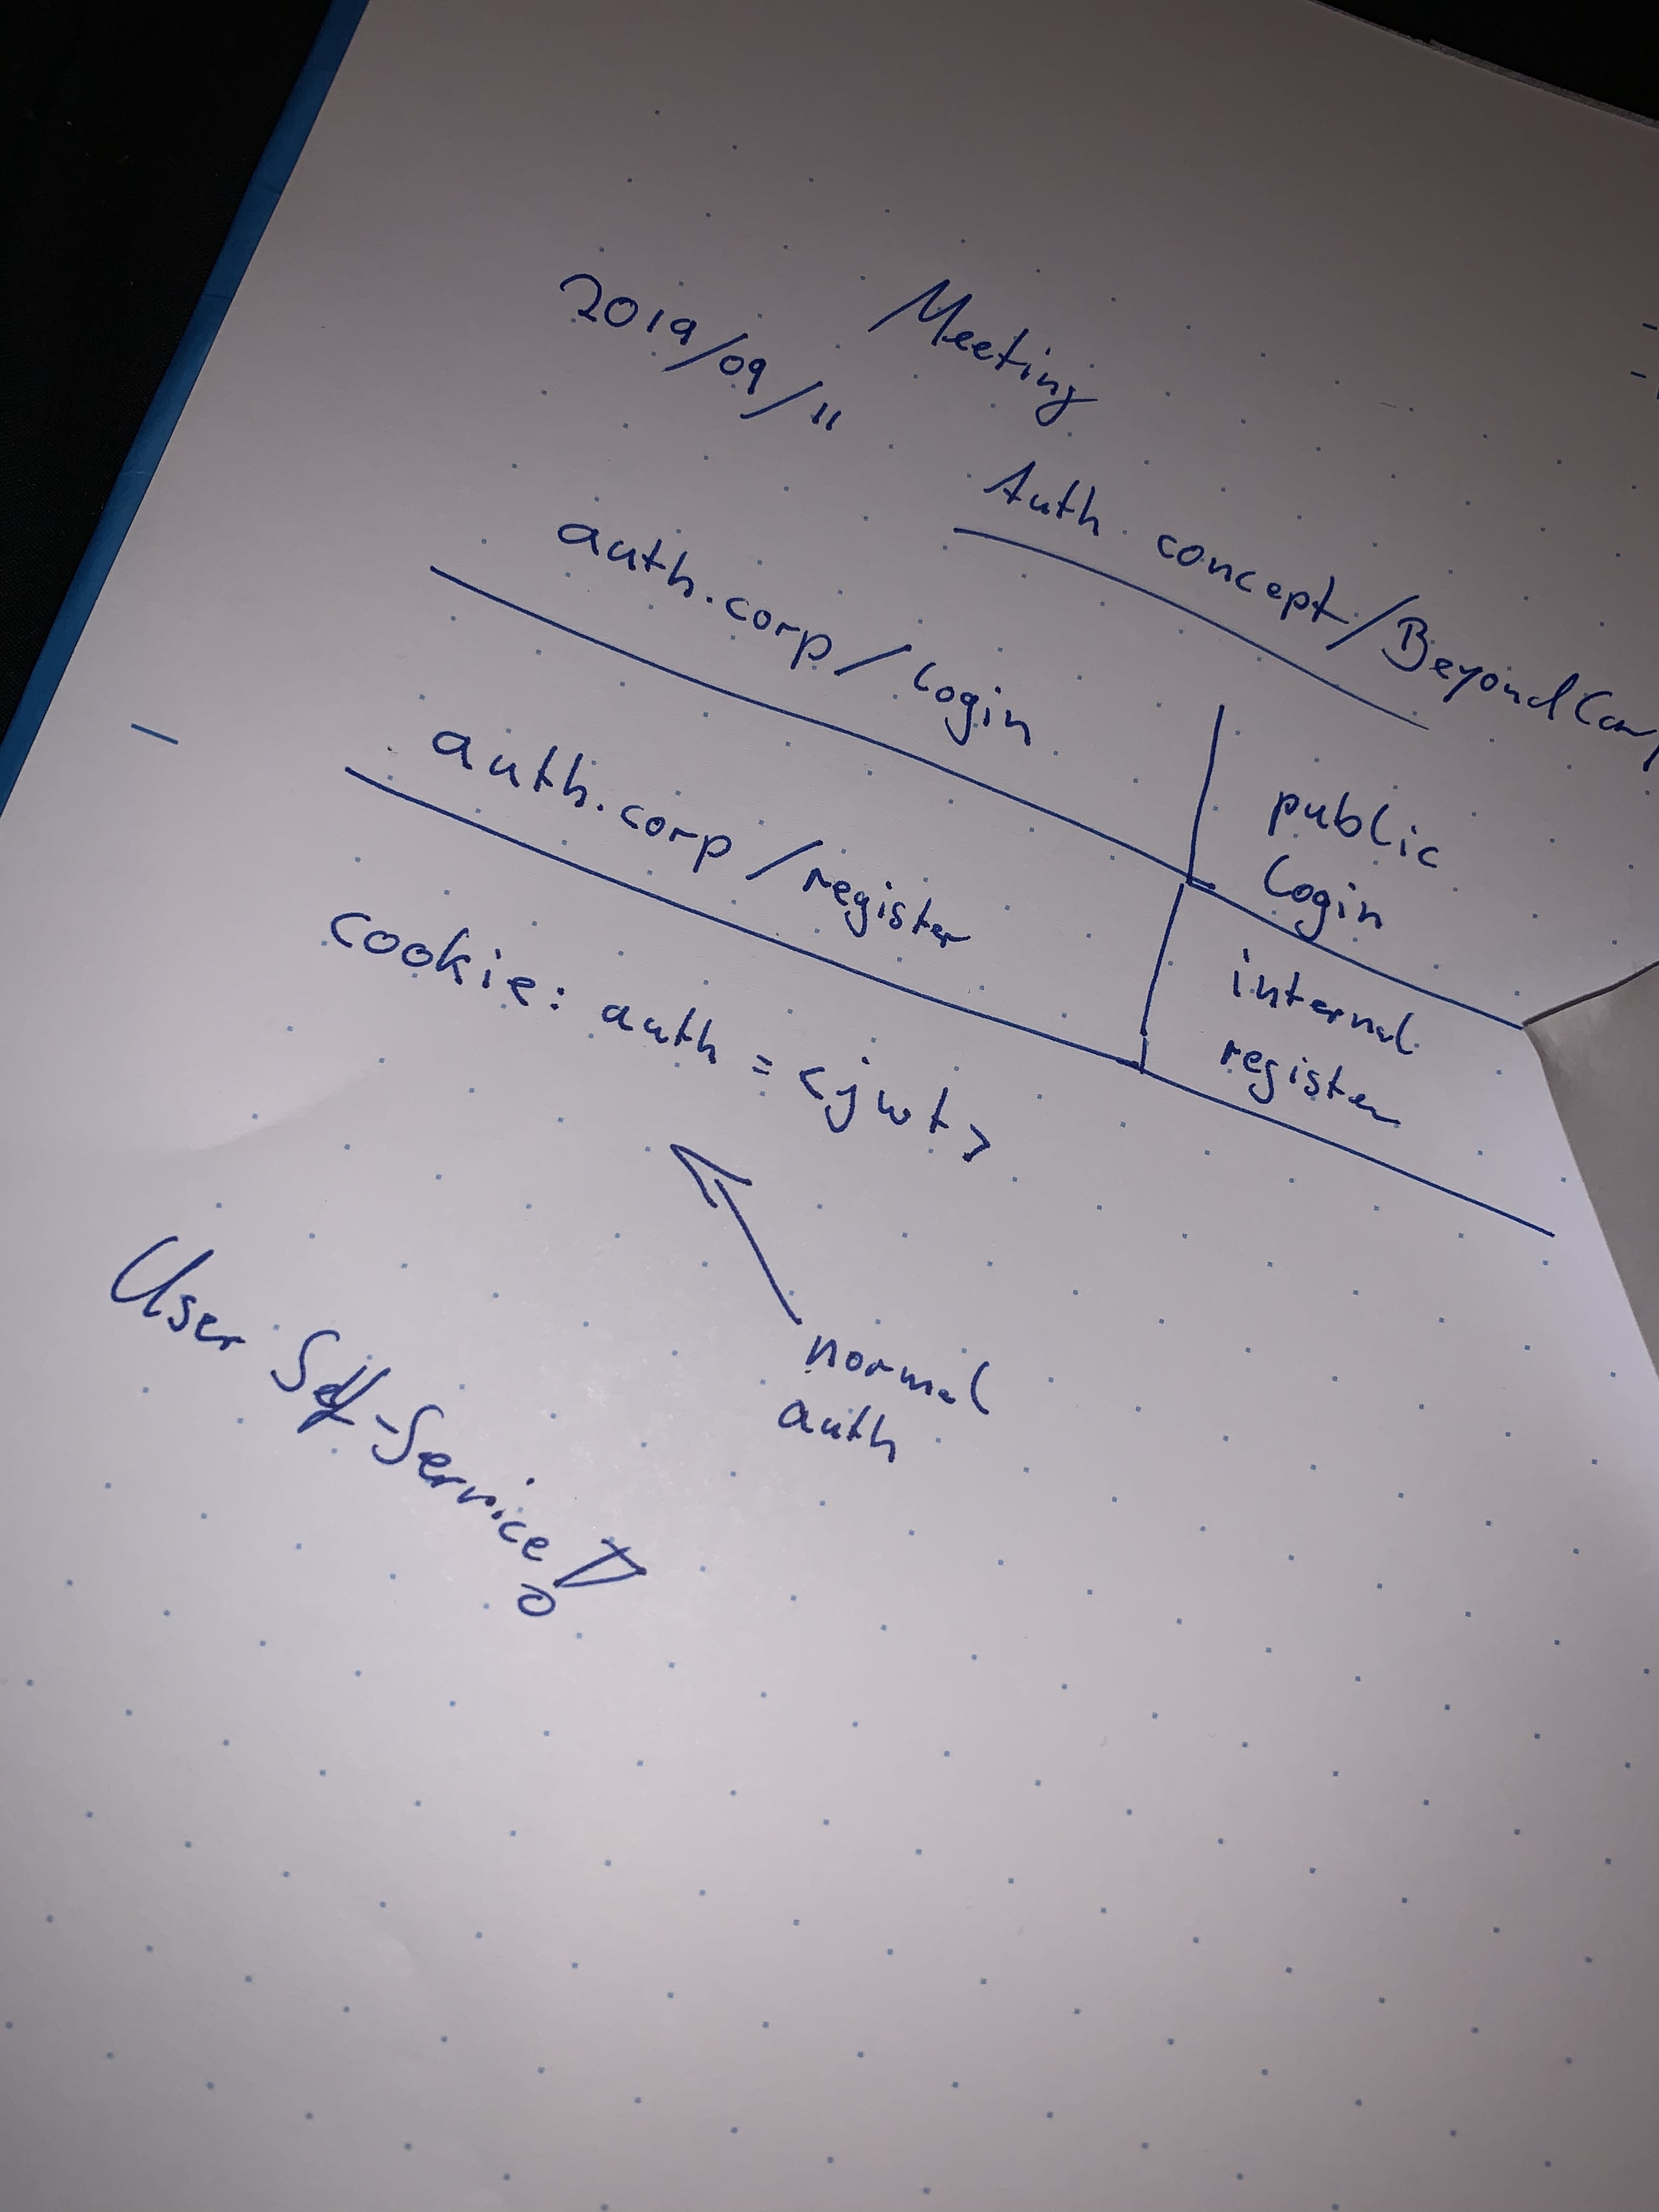 2019/09/11 Meeting
Auth. concept/BeyondCorp
auth.corp/login
public
login
auth.corp/register
internal
register
cookie: auth = <jwt>
normal
auth
User Self-Service!